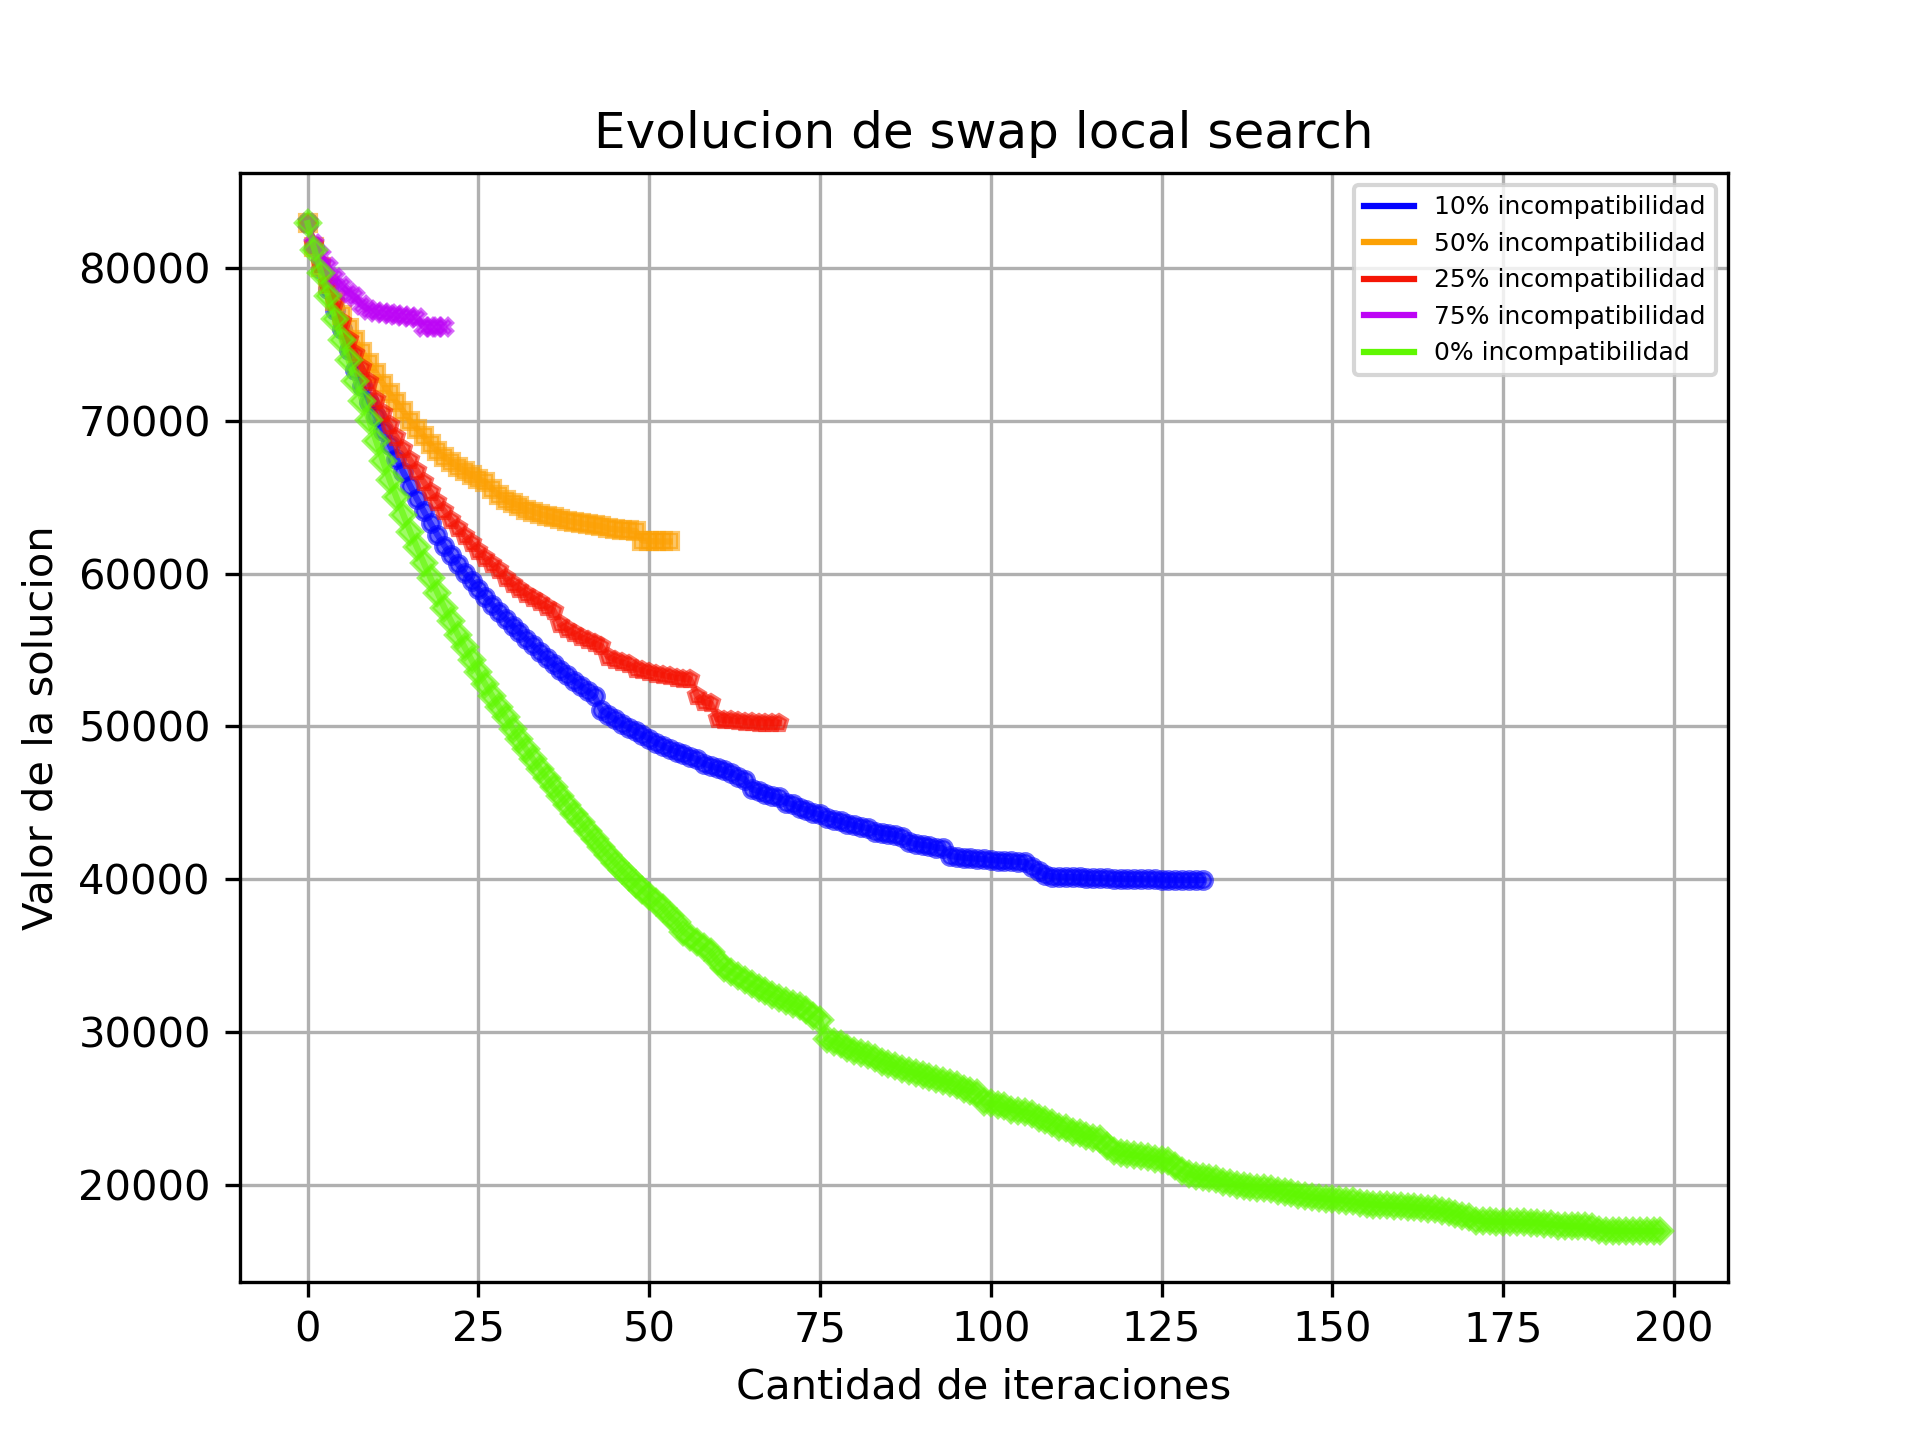 Evolucion de swap local search
10% incompatibilidad
50% incompatibilidad
25% incompatibilidad
75% incompatibilidad
0% incompatibilidad
Valor de la solucion
80000
70000
60000
50000
40000
30000
20000
0 25 50 75 100 125 150 175 200
Cantidad de iteraciones